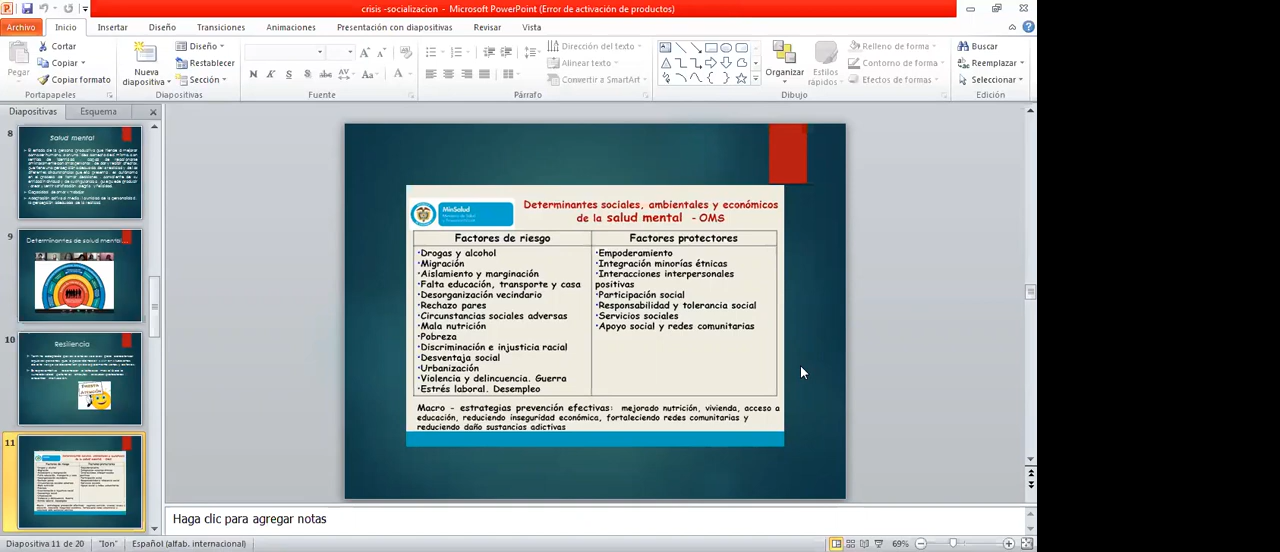 crisis -socializacion - Microsoft PowerPoint (Error de activación de productos)
Archivo Inicio Insertar Diseño Transiciones Animaciones Presentación con diapositivas Revisar Vista
Pegar
Cortar
Copiar
Copiar formato
Portapapeles
Nueva
diapositiva
Diseño
Restablecer
Sección
Diapositivas
N K S S abc AV Aa A
Fuente
Dirección del texto
Alinear texto
Convertir a SmartArt
Párrafo
Organizar
Estilos
rápidos
Relleno de forma
Contorno de forma
Efectos de formas
Dibujo
Buscar
Reemplazar
Seleccionar
Edición
Diapositivas Esquema
8
Salud mental
9
Determinantes de salud mental...
10
Resiliencia
11
MinSalud
Determinantes sociales, ambientales y económicos
de la salud mental - OMS
Factores de riesgo
•Drogas y alcohol
•Migración
•Aislamiento y marginación
•Falta educación, transporte y casa
•Desorganización vecindario
•Rechazo pares
•Circunstancias sociales adversas
•Mala nutrición
•Pobreza
•Discriminación e injusticia racial
•Desventaja social
•Urbanización
•Violencia y delincuencia. Guerra
•Estrés laboral. Desempleo
Factores protectores
•Empoderamiento
•Integración minorías étnicas
•Interacciones interpersonales
positivas
•Participación social
•Responsabilidad y tolerancia social
•Servicios sociales
•Apoyo social y redes comunitarias
Macro - estrategias prevención efectivas: mejorado nutrición, vivienda, acceso a
educación, reduciendo inseguridad económica, fortaleciendo redes comunitarias y
reduciendo daño sustancias adictivas
Haga clic para agregar notas
Diapositiva 11 de 20 "Ion" Español (alfab. internacional) 69%